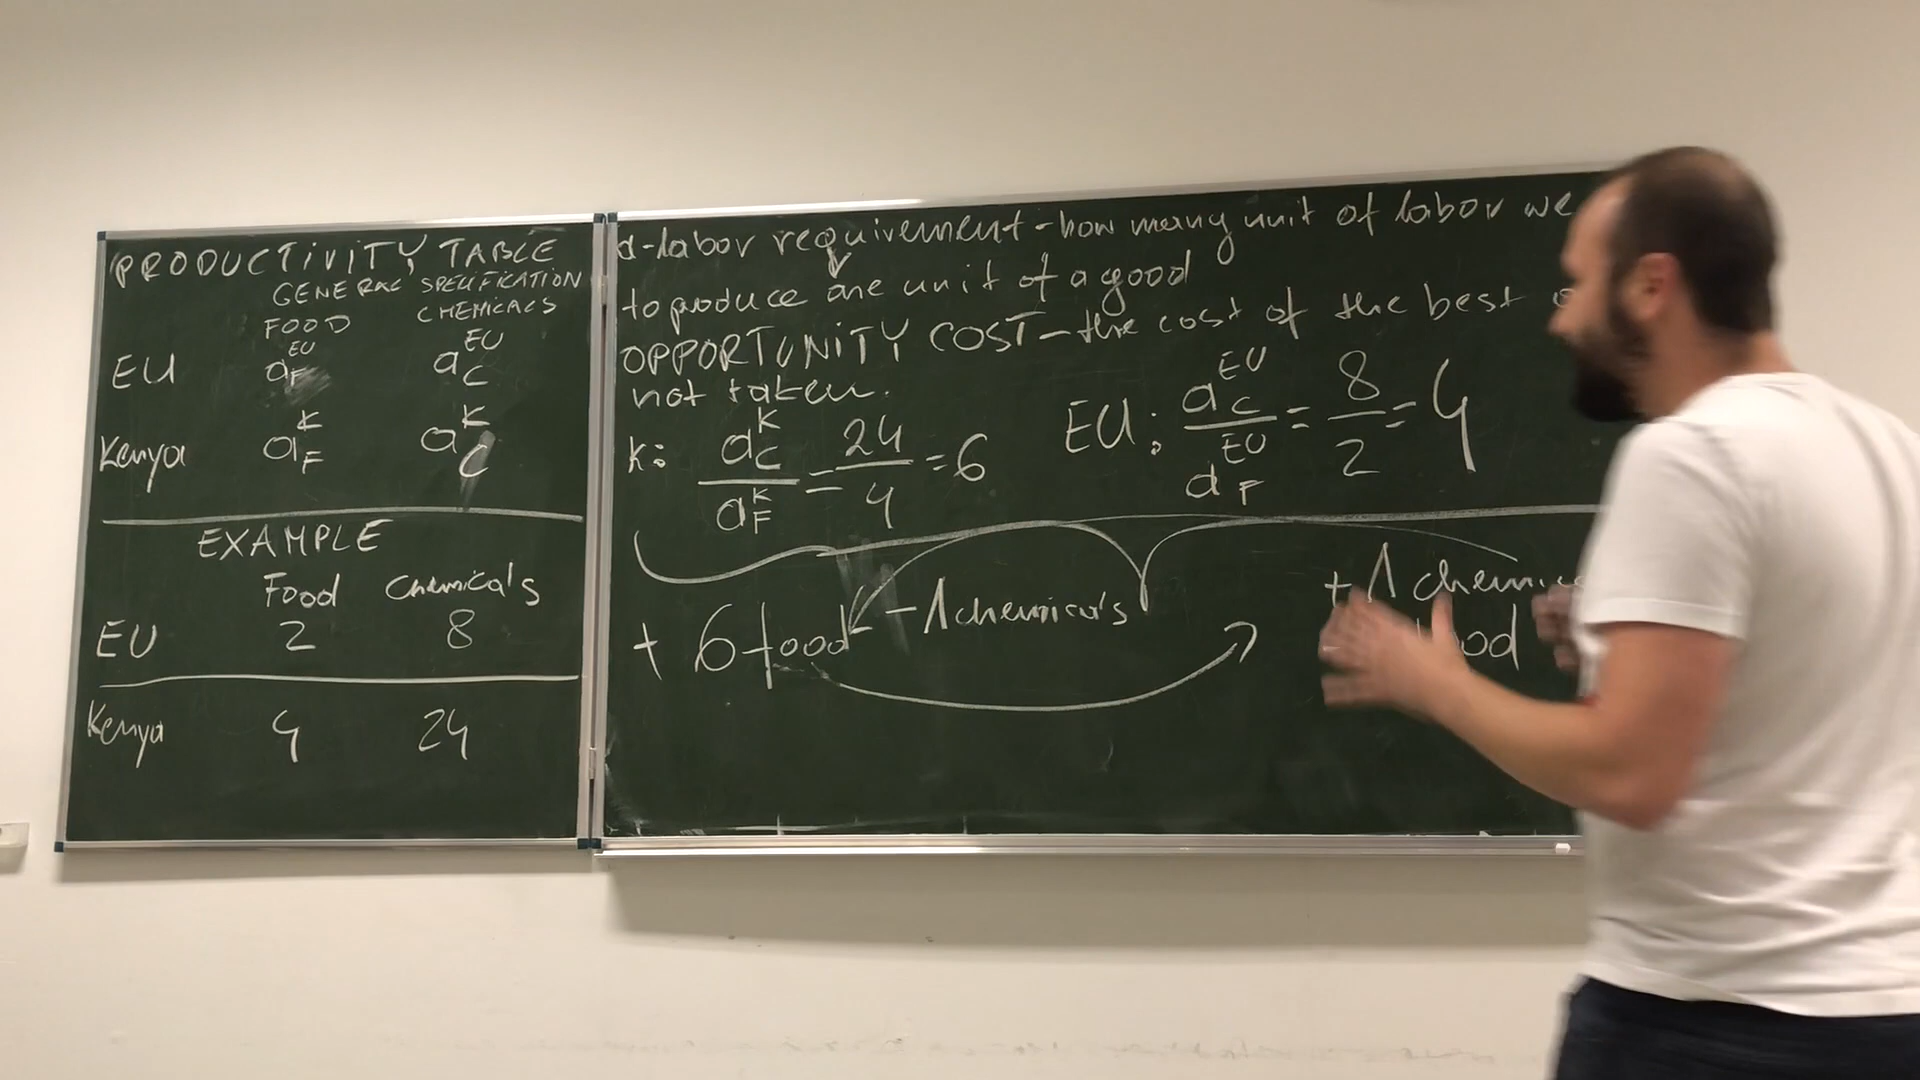 PRODUCTIVITY TABLE
GENERAL SPECIFICATION
FOOD CHEMICALS
EU a_F^EU a_C^EU
Kenya a_F^K a_C^K
EXAMPLE
Food Chemicals
EU 2 8
Kenya 4 24
a-labor requirement - how many unit of labor we
to produce one unit of a good
OPPORTUNITY COST - the cost of the best
not taken.
K: a_C^K / a_F^K = 24/4 = 6 EU: a_C^EU / a_F^EU = 8/2 = 4
+ 6 food - 1 chemicals
+ 1